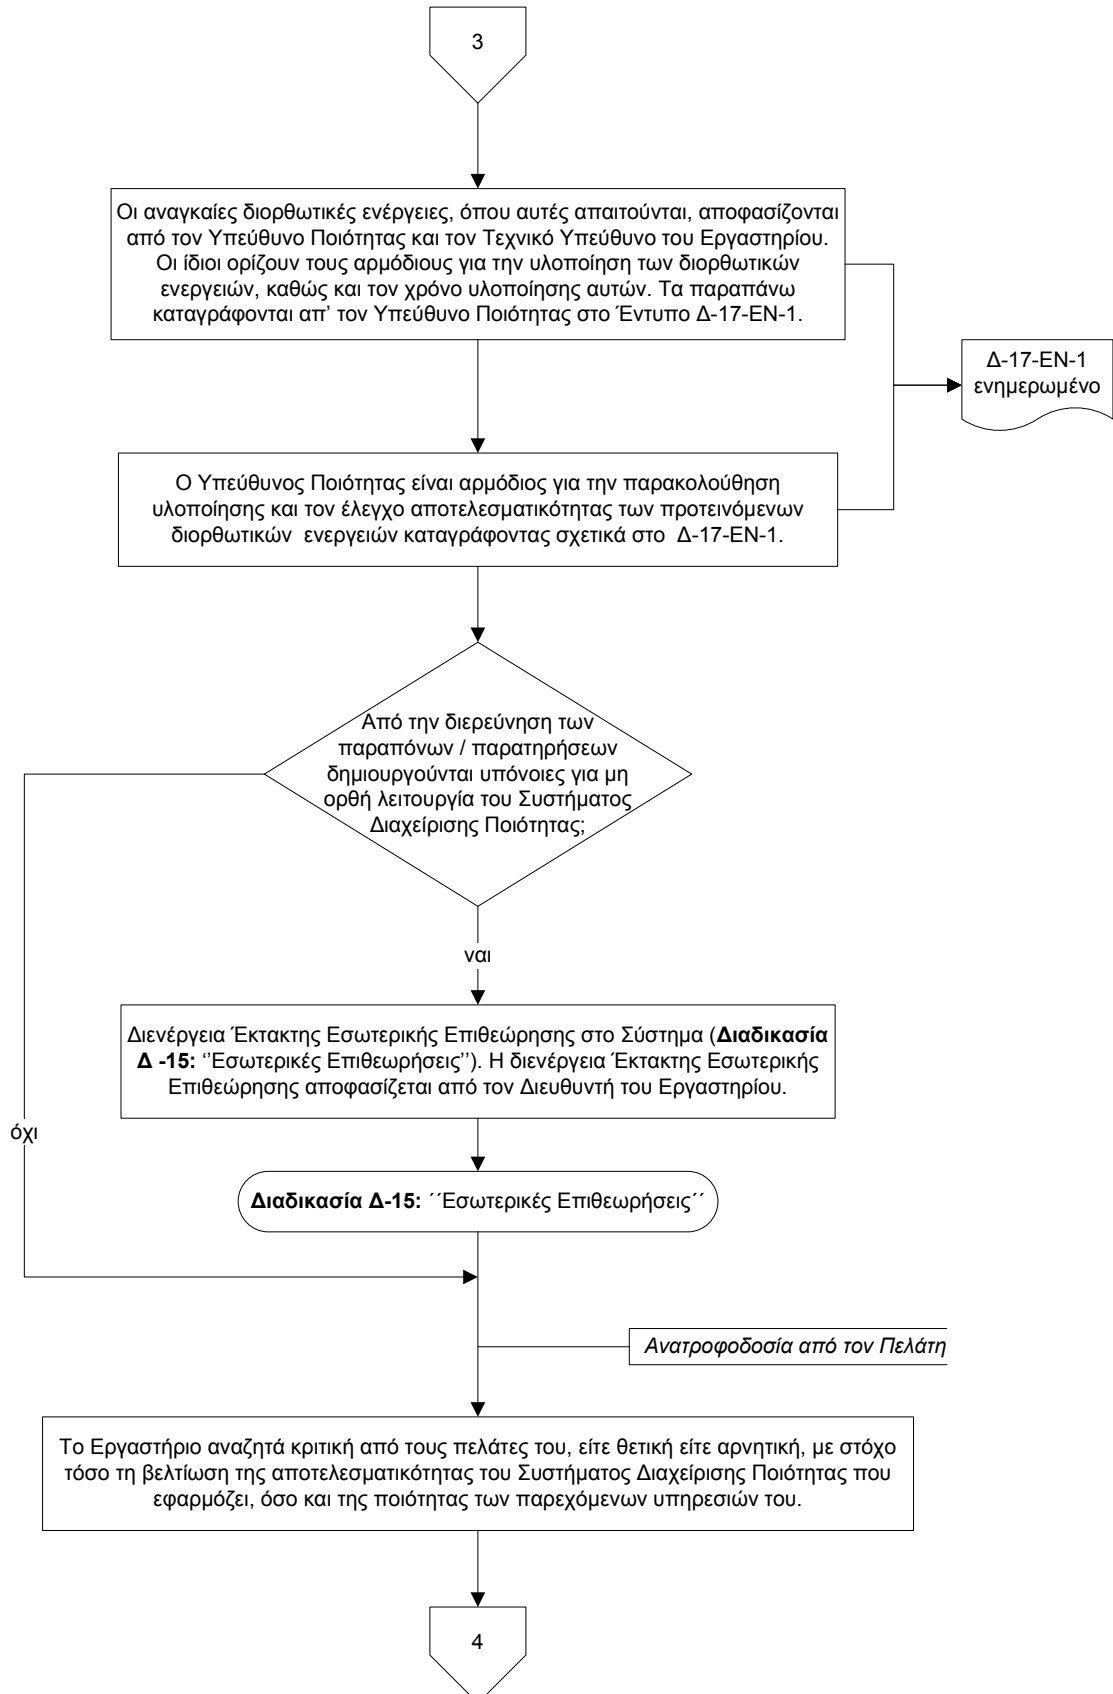 3
Οι αναγκαίες διορθωτικές ενέργειες, όπου αυτές απαιτούνται, αποφασίζονται
από τον Υπεύθυνο Ποιότητας και τον Τεχνικό Υπεύθυνο του Εργαστηρίου.
Οι ίδιοι ορίζουν τους αρμόδιους για την υλοποίηση των διορθωτικών
ενεργειών, καθώς και τον χρόνο υλοποίησης αυτών. Τα παραπάνω
καταγράφονται απ’ τον Υπεύθυνο Ποιότητας στο Έντυπο Δ-17-ΕΝ-1.
Δ-17-ΕΝ-1
ενημερωμένο
Ο Υπεύθυνος Ποιότητας είναι αρμόδιος για την παρακολούθηση
υλοποίησης και τον έλεγχο αποτελεσματικότητας των προτεινόμενων
διορθωτικών ενεργειών καταγράφοντας σχετικά στο Δ-17-ΕΝ-1.
Από την διερεύνηση των
παραπόνων / παρατηρήσεων
δημιουργούνται υπόνοιες για μη
ορθή λειτουργία του Συστήματος
Διαχείρισης Ποιότητας;
ναι
Διενέργεια Έκτακτης Εσωτερικής Επιθεώρησης στο Σύστημα (Διαδικασία
Δ -15: ‘’Εσωτερικές Επιθεωρήσεις’’). Η διενέργεια Έκτακτης Εσωτερικής
Επιθεώρησης αποφασίζεται από τον Διευθυντή του Εργαστηρίου.
όχι
Διαδικασία Δ-15: ΄΄Εσωτερικές Επιθεωρήσεις΄΄
Ανατροφοδοσία από τον Πελάτη
Το Εργαστήριο αναζητά κριτική από τους πελάτες του, είτε θετική είτε αρνητική, με στόχο
τόσο τη βελτίωση της αποτελεσματικότητας του Συστήματος Διαχείρισης Ποιότητας που
εφαρμόζει, όσο και της ποιότητας των παρεχόμενων υπηρεσιών του.
4